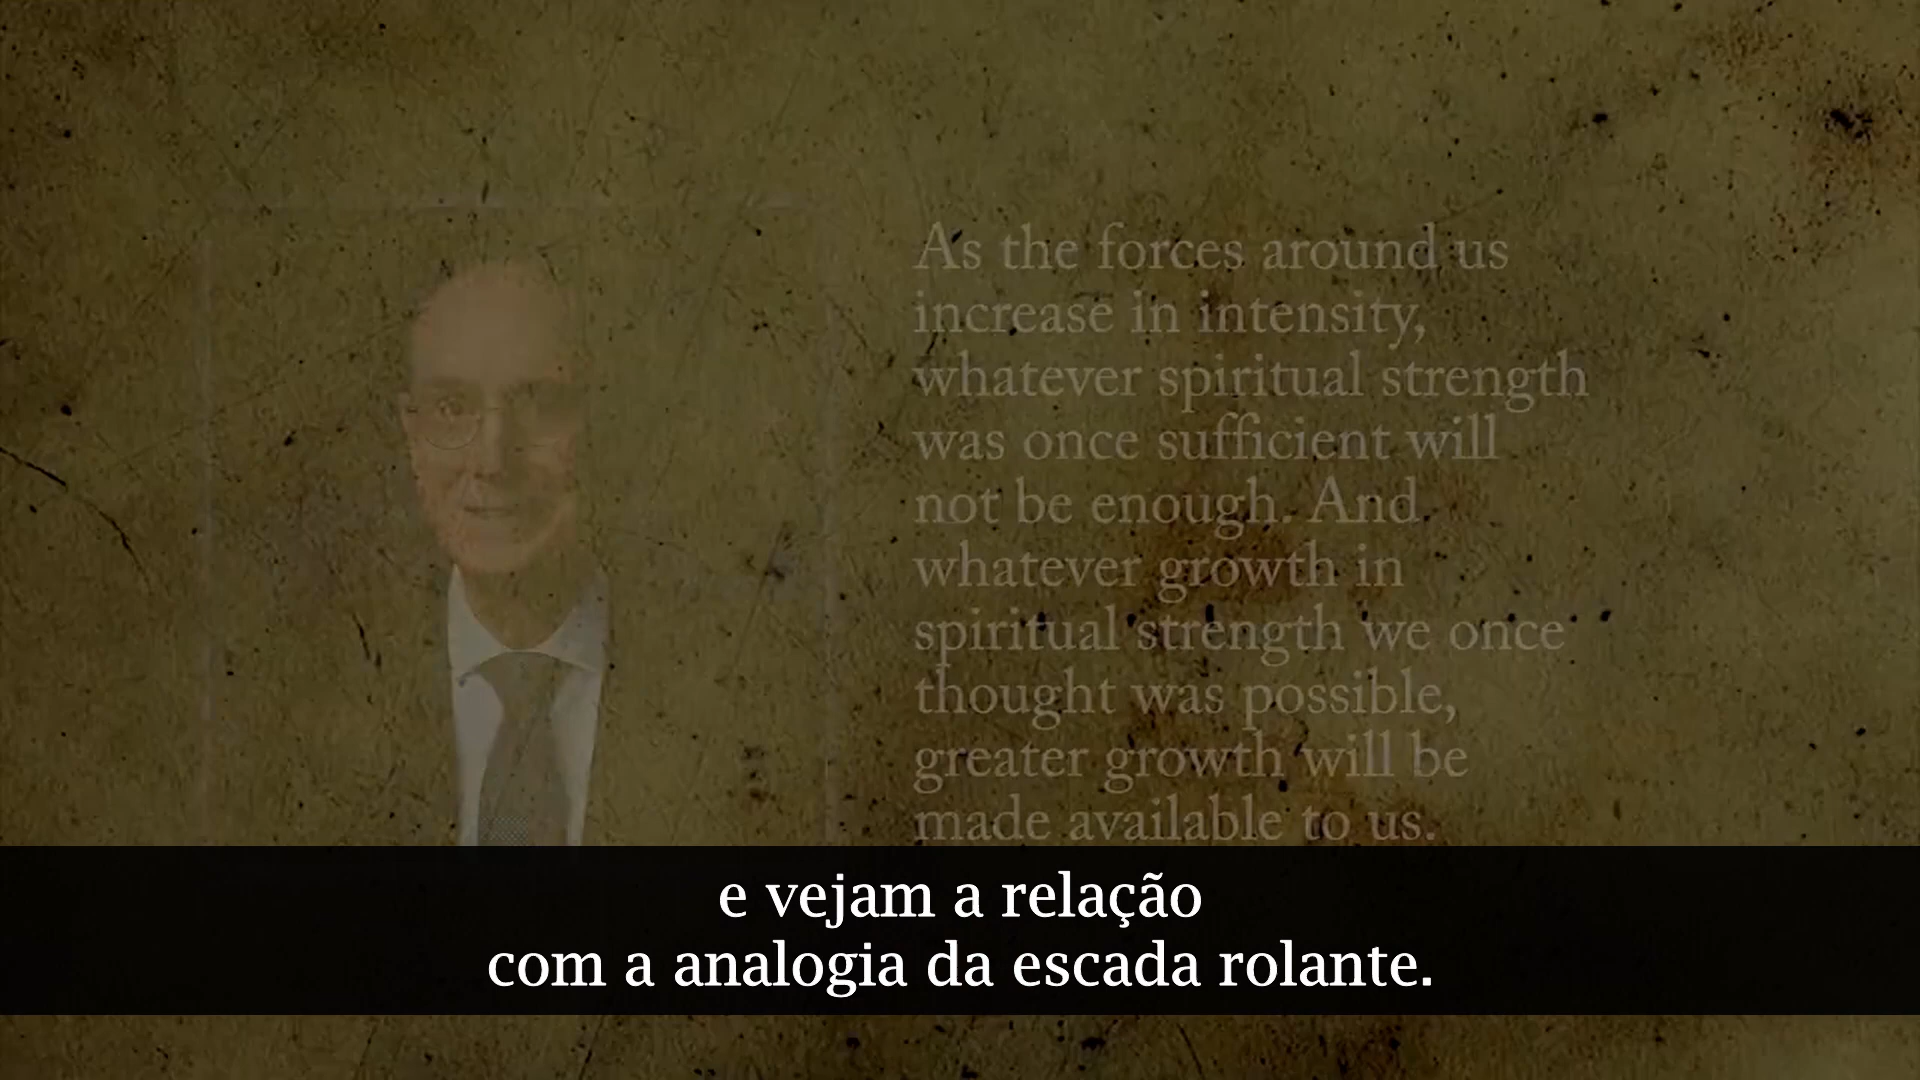 As the forces around us
increase in intensity,
whatever spiritual strength
was once sufficient will
not be enough. And
whatever growth in
spiritual strength we once
thought was possible,
greater growth will be
made available to us.
e vejam a relação
com a analogia da escada rolante.